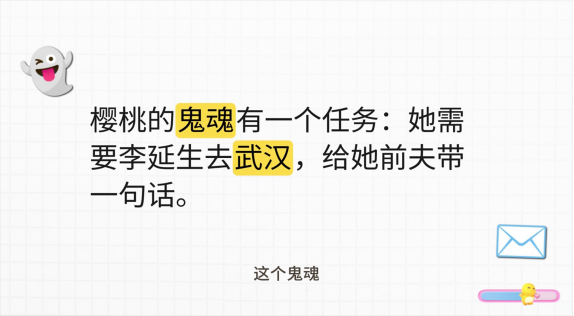 樱桃的鬼魂有一个任务：她需
要李延生去武汉，给她前夫带
一句话。
这个鬼魂